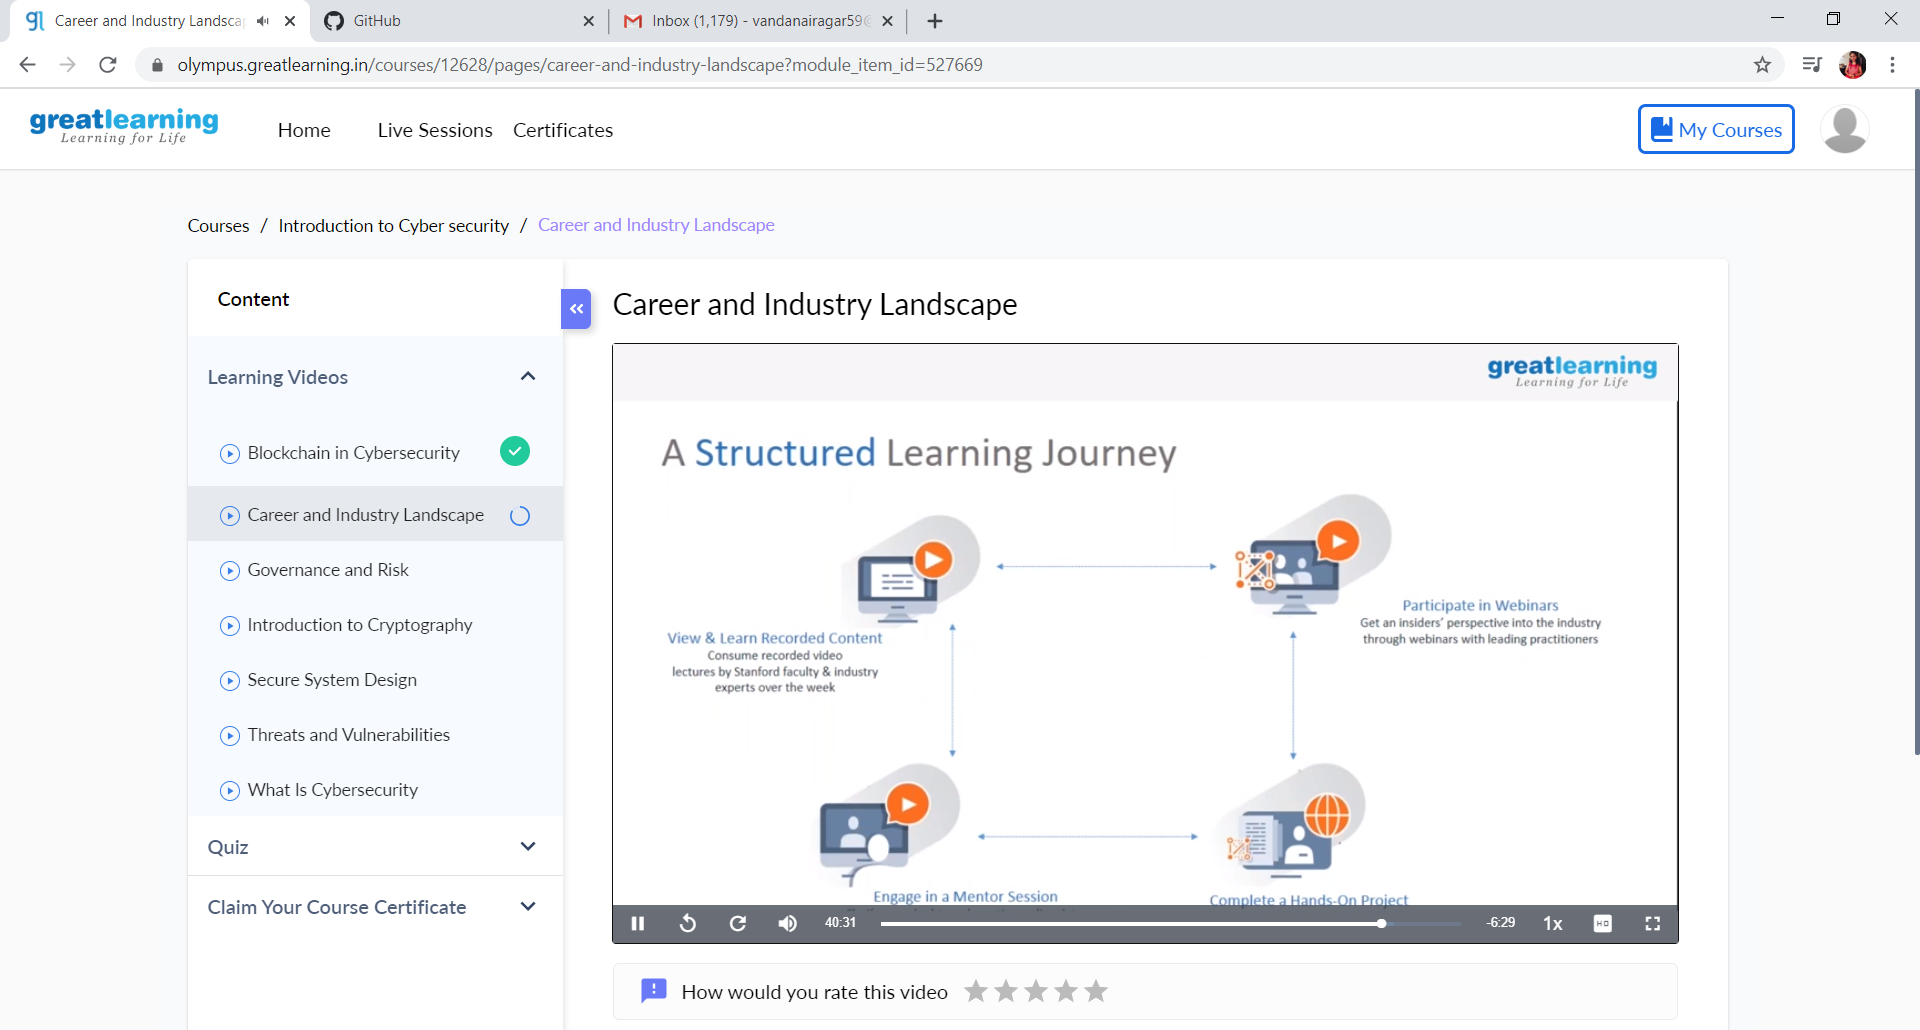 Career and Industry Landsca
GitHub
Inbox (1,179) - vandanairagar59
olympus.greatlearning.in/courses/12628/pages/career-and-industry-landscape?module_item_id=527669
greatlearning
Learning for Life
Home
Live Sessions
Certificates
My Courses
Courses / Introduction to Cyber security / Career and Industry Landscape
Content
Learning Videos
Blockchain in Cybersecurity
Career and Industry Landscape
Governance and Risk
Introduction to Cryptography
Secure System Design
Threats and Vulnerabilities
What Is Cybersecurity
Quiz
Claim Your Course Certificate
Career and Industry Landscape
greatlearning
Learning for Life
A Structured Learning Journey
View & Learn Recorded Content
Consume recorded video
lectures by Stanford faculty & industry
experts over the week
Participate in Webinars
Get an insiders' perspective into the industry
through webinars with leading practitioners
Engage in a Mentor Session
Complete a Hands-On Project
40:31
-6:29
1x
HD
How would you rate this video